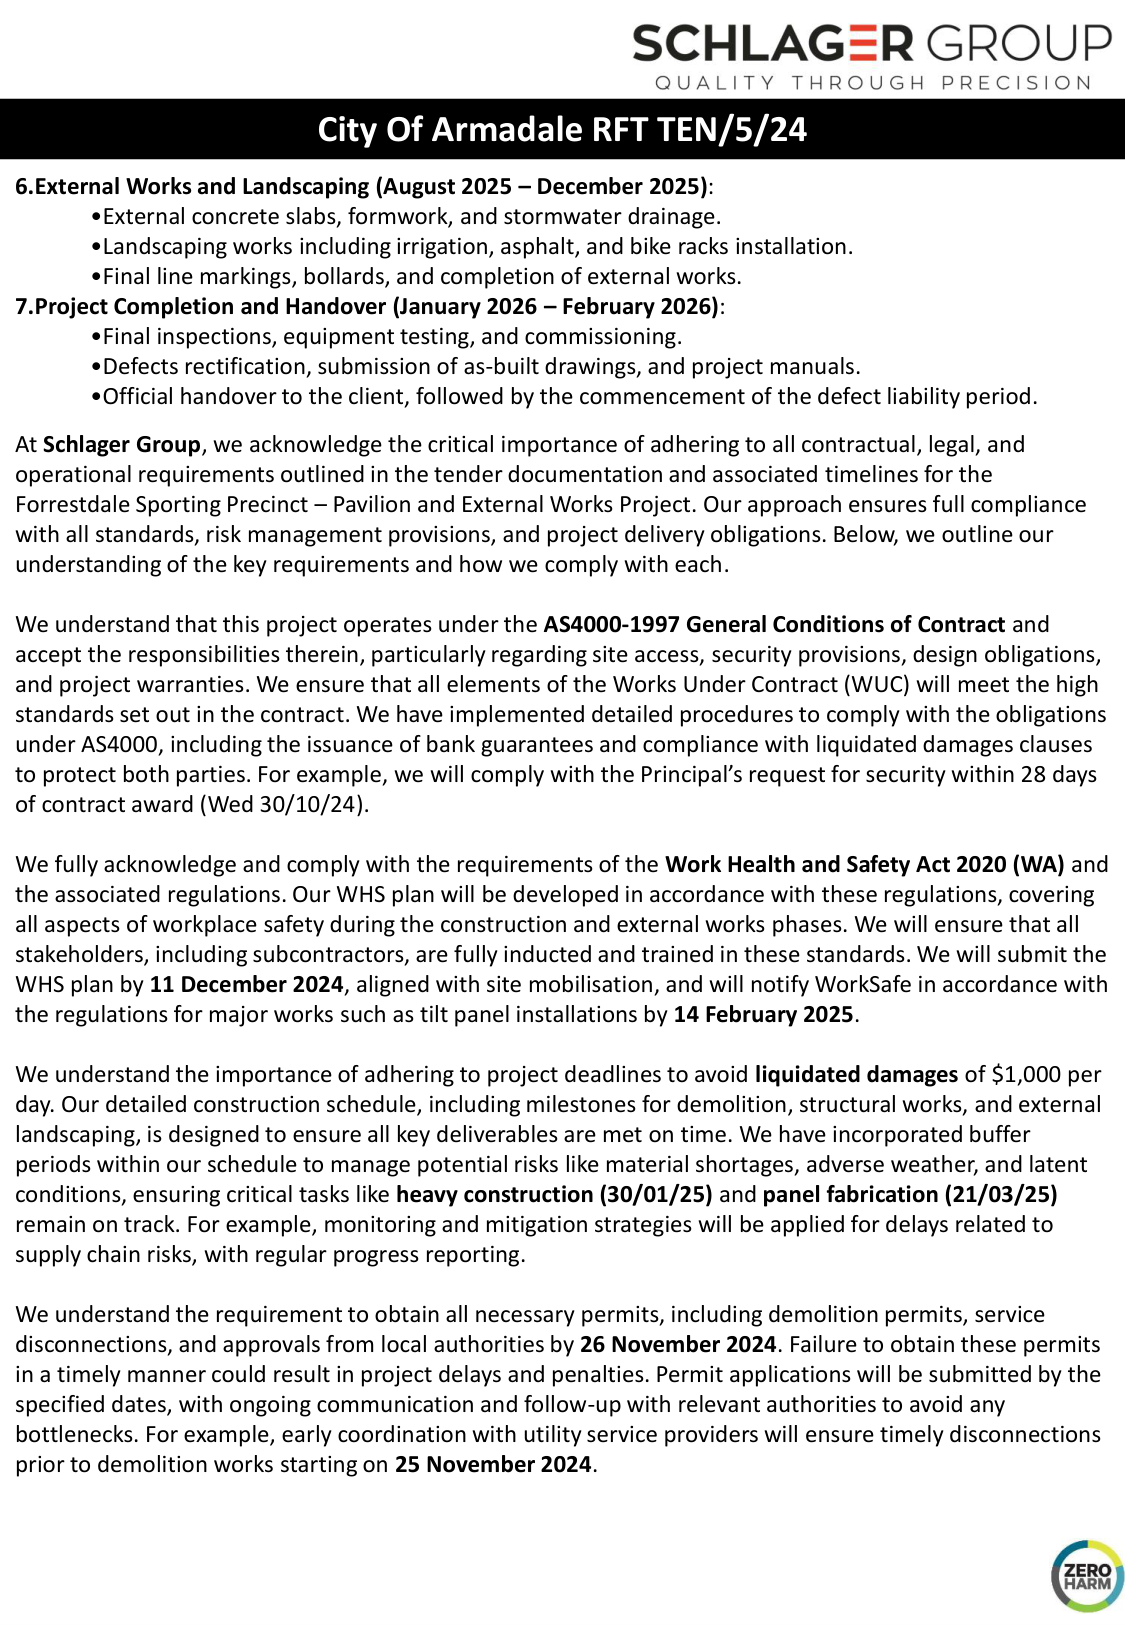 SCHLAGER GROUP
QUALITY THROUGH PRECISION
City Of Armadale RFT TEN/5/24
6.External Works and Landscaping (August 2025 – December 2025):
•External concrete slabs, formwork, and stormwater drainage.
•Landscaping works including irrigation, asphalt, and bike racks installation.
•Final line markings, bollards, and completion of external works.
7.Project Completion and Handover (January 2026 – February 2026):
•Final inspections, equipment testing, and commissioning.
•Defects rectification, submission of as-built drawings, and project manuals.
•Official handover to the client, followed by the commencement of the defect liability period.
At Schlager Group, we acknowledge the critical importance of adhering to all contractual, legal, and
operational requirements outlined in the tender documentation and associated timelines for the
Forrestdale Sporting Precinct – Pavilion and External Works Project. Our approach ensures full compliance
with all standards, risk management provisions, and project delivery obligations. Below, we outline our
understanding of the key requirements and how we comply with each.
We understand that this project operates under the AS4000-1997 General Conditions of Contract and
accept the responsibilities therein, particularly regarding site access, security provisions, design obligations,
and project warranties. We ensure that all elements of the Works Under Contract (WUC) will meet the high
standards set out in the contract. We have implemented detailed procedures to comply with the obligations
under AS4000, including the issuance of bank guarantees and compliance with liquidated damages clauses
to protect both parties. For example, we will comply with the Principal’s request for security within 28 days
of contract award (Wed 30/10/24).
We fully acknowledge and comply with the requirements of the Work Health and Safety Act 2020 (WA) and
the associated regulations. Our WHS plan will be developed in accordance with these regulations, covering
all aspects of workplace safety during the construction and external works phases. We will ensure that all
stakeholders, including subcontractors, are fully inducted and trained in these standards. We will submit the
WHS plan by 11 December 2024, aligned with site mobilisation, and will notify WorkSafe in accordance with
the regulations for major works such as tilt panel installations by 14 February 2025.
We understand the importance of adhering to project deadlines to avoid liquidated damages of $1,000 per
day. Our detailed construction schedule, including milestones for demolition, structural works, and external
landscaping, is designed to ensure all key deliverables are met on time. We have incorporated buffer
periods within our schedule to manage potential risks like material shortages, adverse weather, and latent
conditions, ensuring critical tasks like heavy construction (30/01/25) and panel fabrication (21/03/25)
remain on track. For example, monitoring and mitigation strategies will be applied for delays related to
supply chain risks, with regular progress reporting.
We understand the requirement to obtain all necessary permits, including demolition permits, service
disconnections, and approvals from local authorities by 26 November 2024. Failure to obtain these permits
in a timely manner could result in project delays and penalties. Permit applications will be submitted by the
specified dates, with ongoing communication and follow-up with relevant authorities to avoid any
bottlenecks. For example, early coordination with utility service providers will ensure timely disconnections
prior to demolition works starting on 25 November 2024.
ZERO
HARM